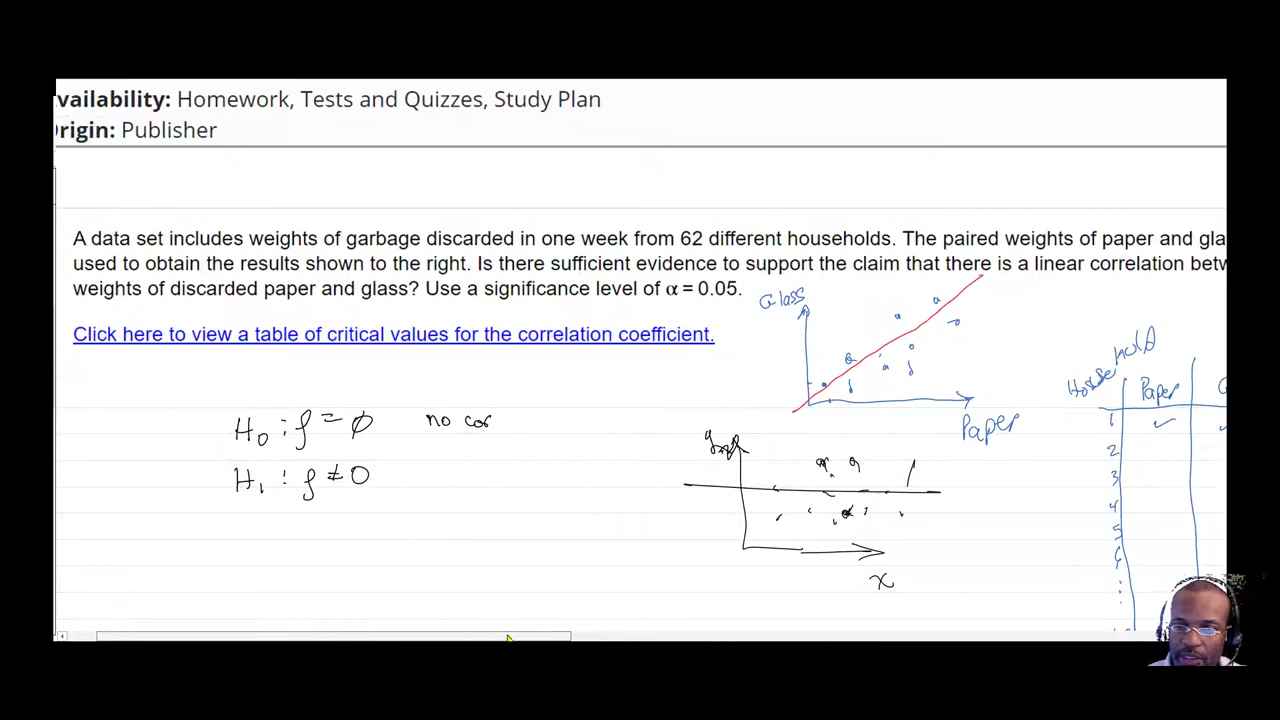 vailability: Homework, Tests and Quizzes, Study Plan
rigin: Publisher
A data set includes weights of garbage discarded in one week from 62 different households. The paired weights of paper and gla
used to obtain the results shown to the right. Is there sufficient evidence to support the claim that there is a linear correlation betw
weights of discarded paper and glass? Use a significance level of α = 0.05.
Click here to view a table of critical values for the correlation coefficient.
Glass
Paper
Household
Paper
1
2
3
4
5
6
H₀ : ρ = 0 no cor
H₁ : ρ ≠ 0
x